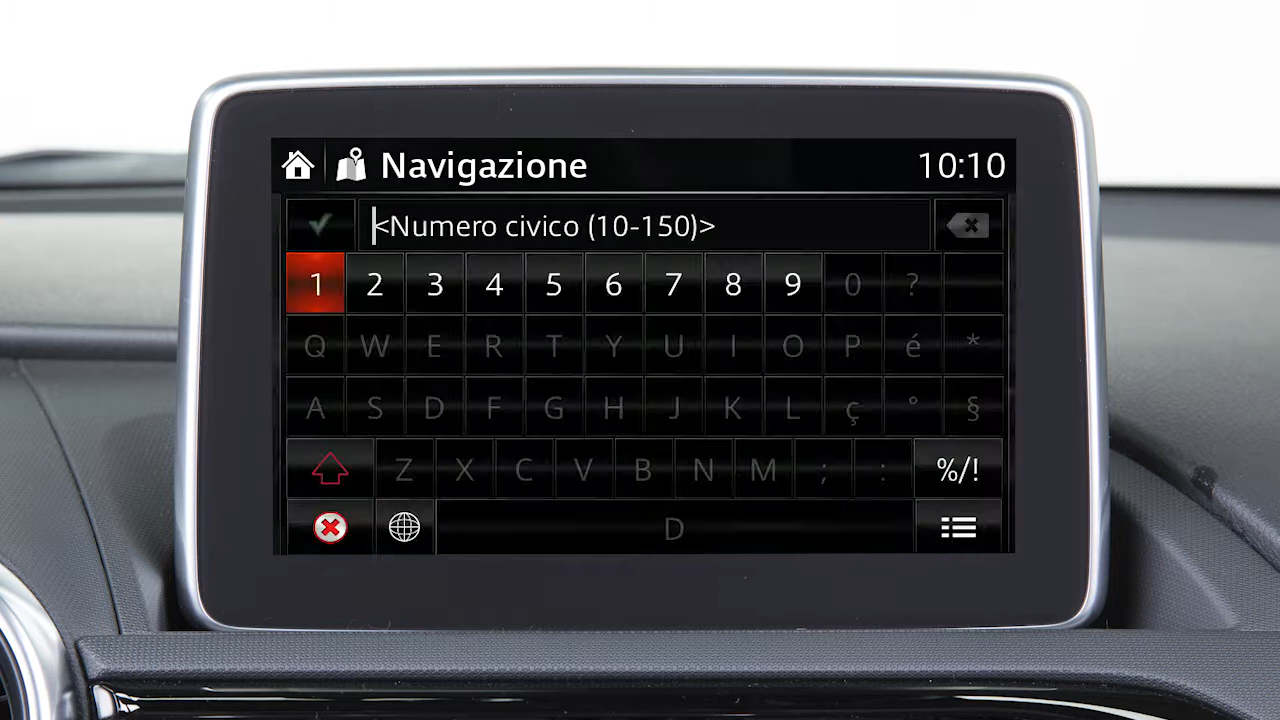 Navigazione 10:10
<Numero civico (10-150)>
1 2 3 4 5 6 7 8 9 0 ?
Q W E R T Y U I O P é *
A S D F G H J K L ç ° §
Z X C V B N M ; : %/!
D